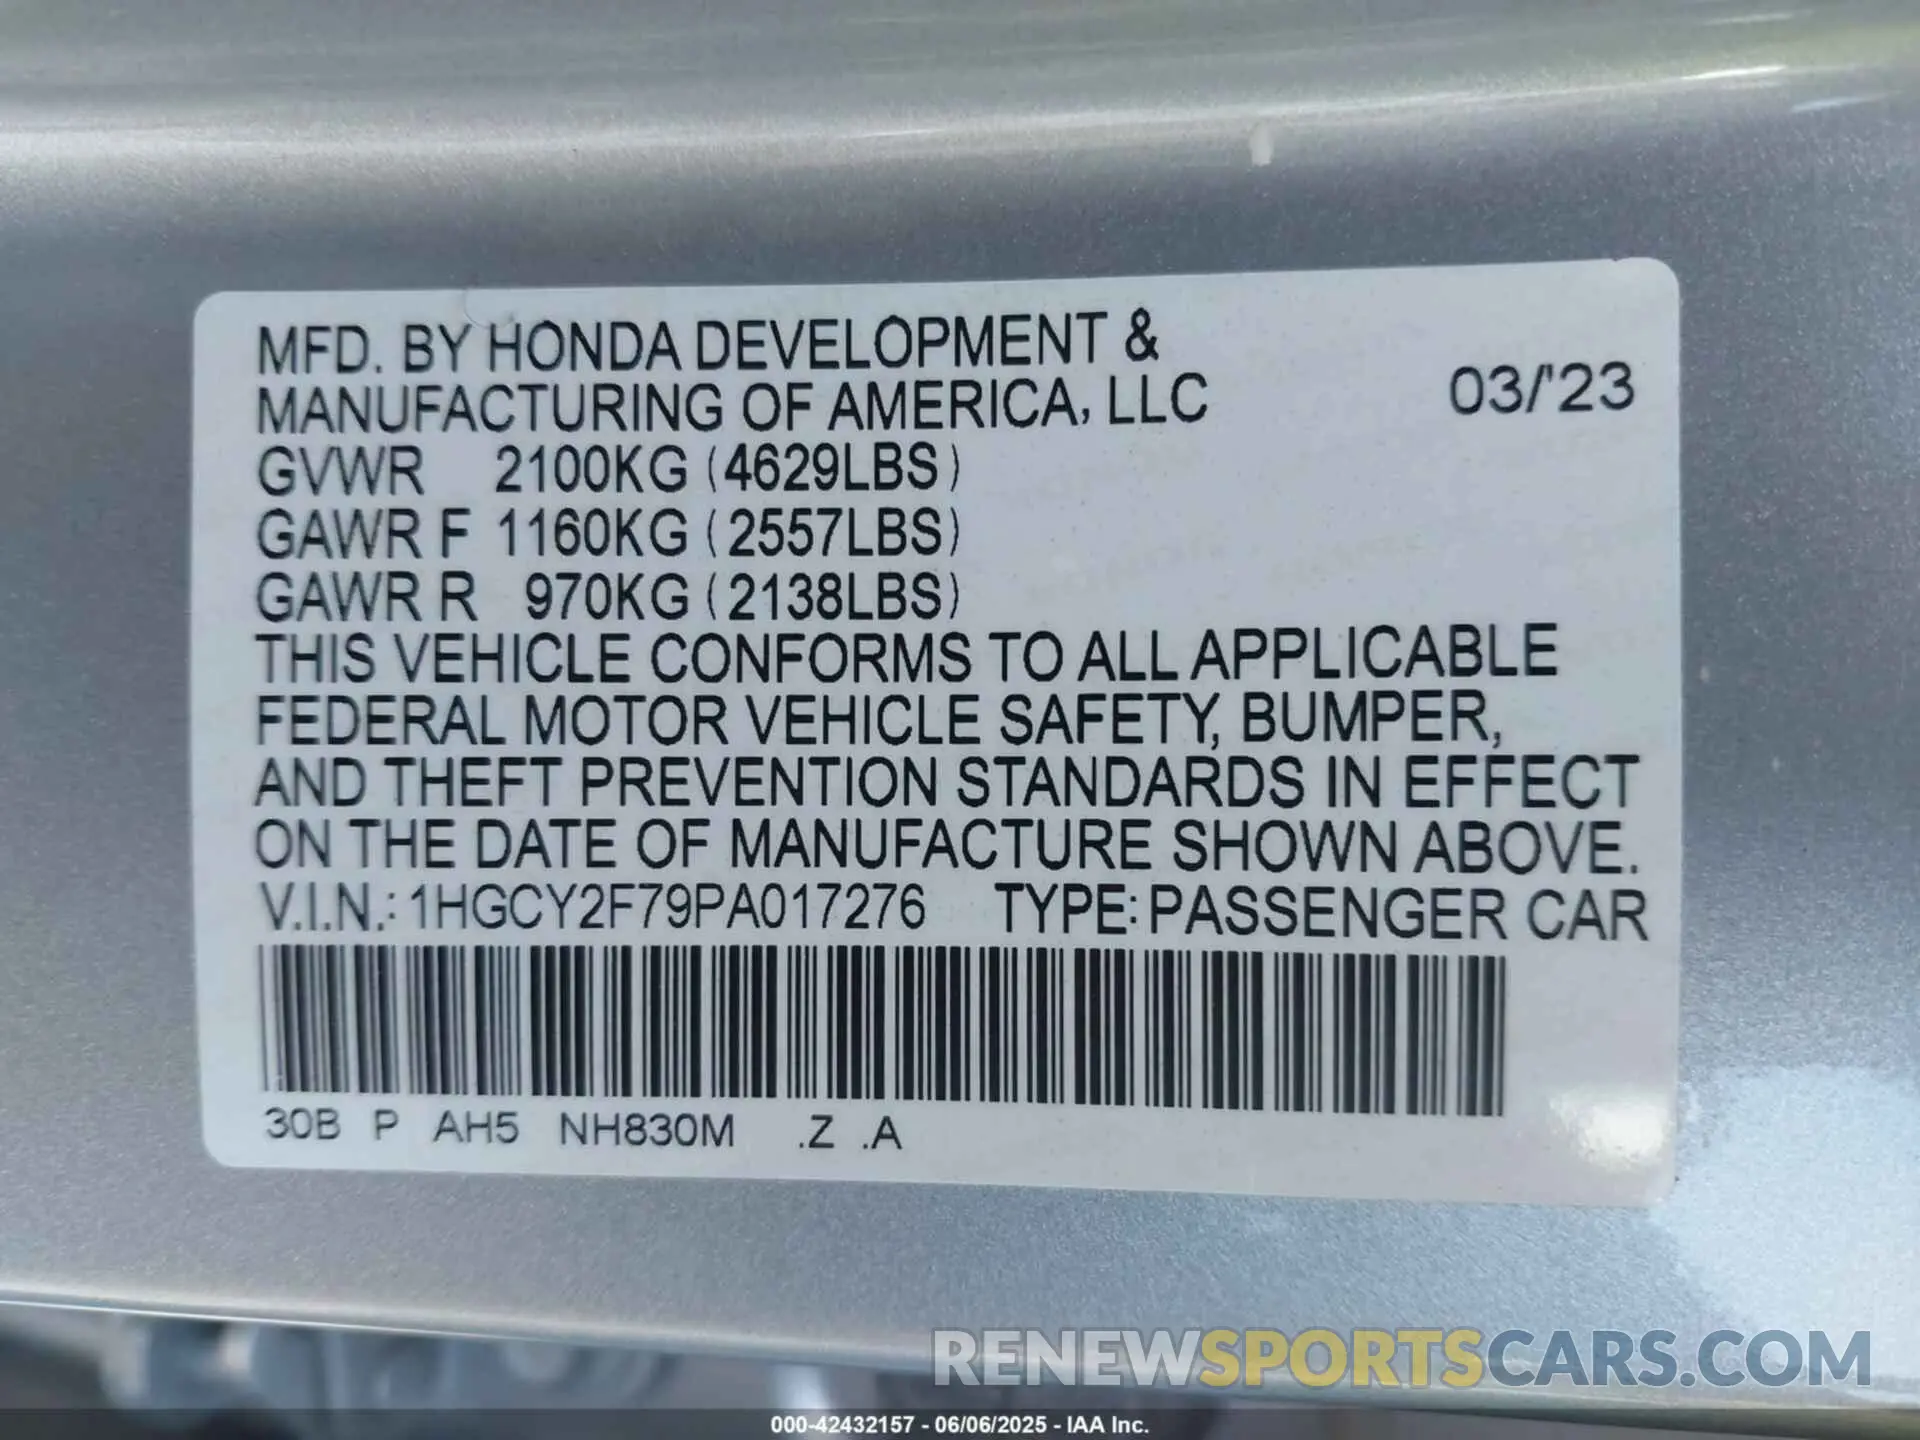 MFD. BY HONDA DEVELOPMENT &
MANUFACTURING OF AMERICA, LLC 03/'23
GVWR 2100KG (4629LBS)
GAWR F 1160KG (2557LBS)
GAWR R 970KG (2138LBS)
THIS VEHICLE CONFORMS TO ALL APPLICABLE
FEDERAL MOTOR VEHICLE SAFETY, BUMPER,
AND THEFT PREVENTION STANDARDS IN EFFECT
ON THE DATE OF MANUFACTURE SHOWN ABOVE.
V.I.N.: 1HGCY2F79PA017276 TYPE: PASSENGER CAR
30B P AH5 NH830M .Z .A
RENEWSPORTSCARS.COM
000-42432157 - 06/06/2025 - IAA Inc.